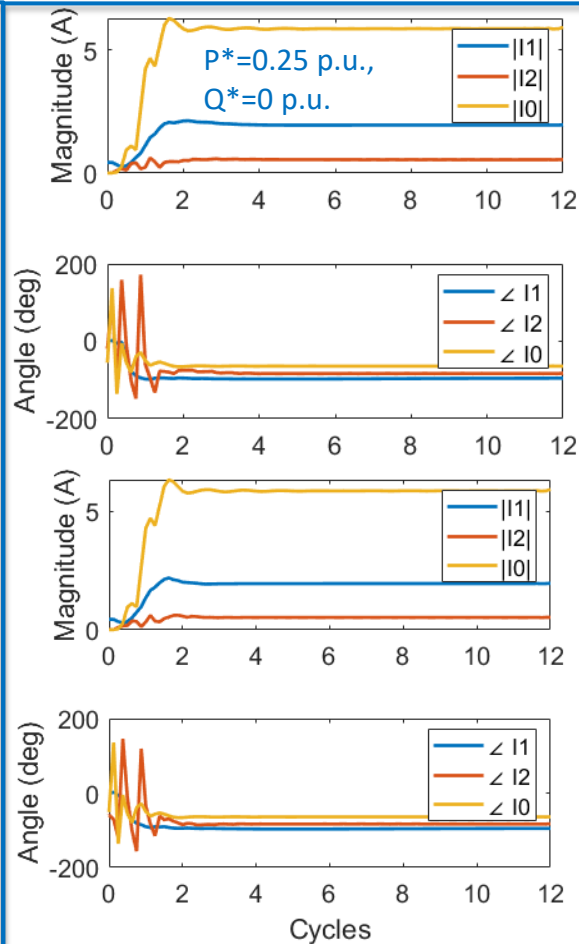 Magnitude (A)
5
0
P*=0.25 p.u.,
Q*=0 p.u.
|I1|
|I2|
|I0|
0 2 4 6 8 10 12
Angle (deg)
200
0
-200
∠ I1
∠ I2
∠ I0
0 2 4 6 8 10 12
Magnitude (A)
5
0
|I1|
|I2|
|I0|
0 2 4 6 8 10 12
Angle (deg)
200
0
-200
∠ I1
∠ I2
∠ I0
0 2 4 6 8 10 12
Cycles